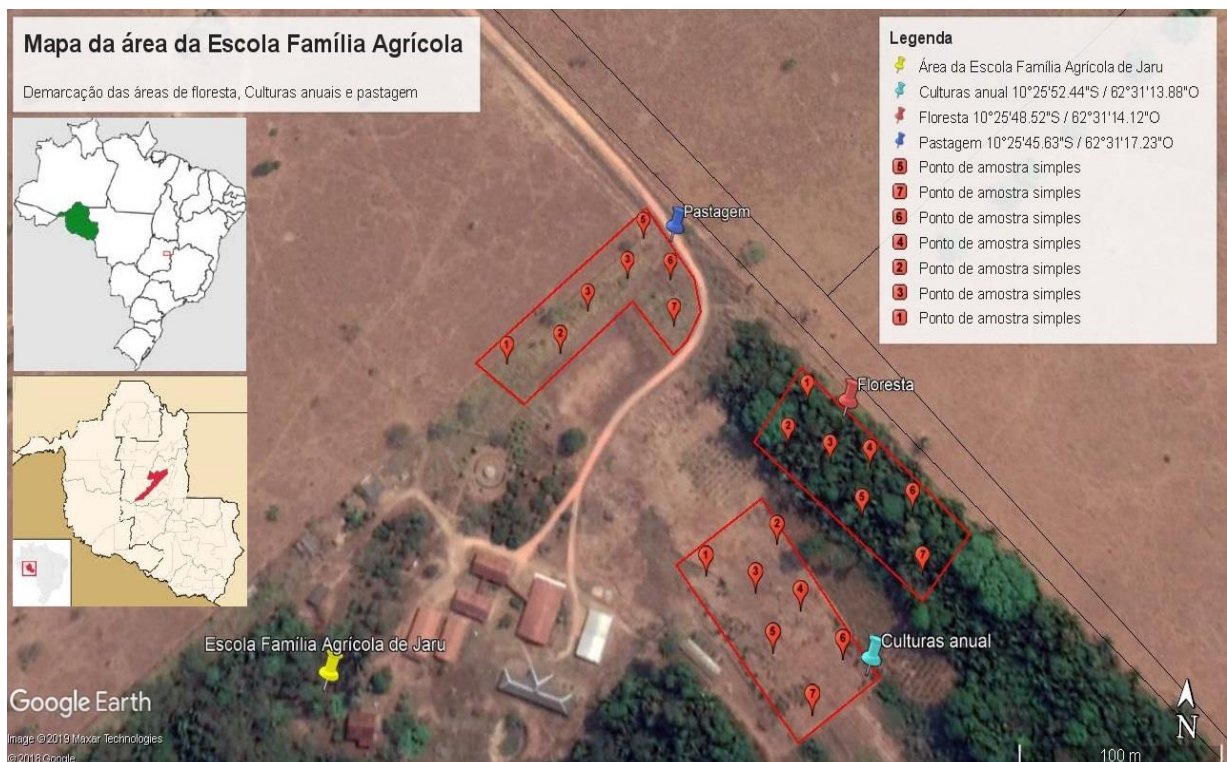 Mapa da área da Escola Família Agrícola
Demarcação das áreas de floresta, Culturas anuais e pastagem
Legenda
Área da Escola Família Agrícola de Jaru
Culturas anual 10°25'52.44"S / 62°31'13.88"O
Floresta 10°25'48.52"S / 62°31'14.12"O
Pastagem 10°25'45.63"S / 62°31'17.23"O
5 Ponto de amostra simples
7 Ponto de amostra simples
6 Ponto de amostra simples
4 Ponto de amostra simples
2 Ponto de amostra simples
3 Ponto de amostra simples
1 Ponto de amostra simples
Pastagem
3
6
3
7
2
1
Floresta
1
2
3
4
5
6
7
2
1
3
4
5
6
7
Culturas anual
Escola Família Agrícola de Jaru
Google Earth
Image © 2019 Maxar Technologies
© 2018 Google
N
100 m